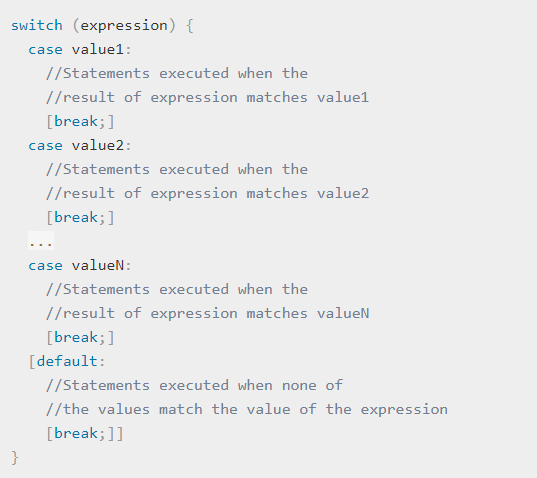 switch (expression) {
  case value1:
    //Statements executed when the
    //result of expression matches value1
    [break;]
  case value2:
    //Statements executed when the
    //result of expression matches value2
    [break;]
  ...
  case valueN:
    //Statements executed when the
    //result of expression matches valueN
    [break;]
  [default:
    //Statements executed when none of
    //the values match the value of the expression
    [break;]]
}